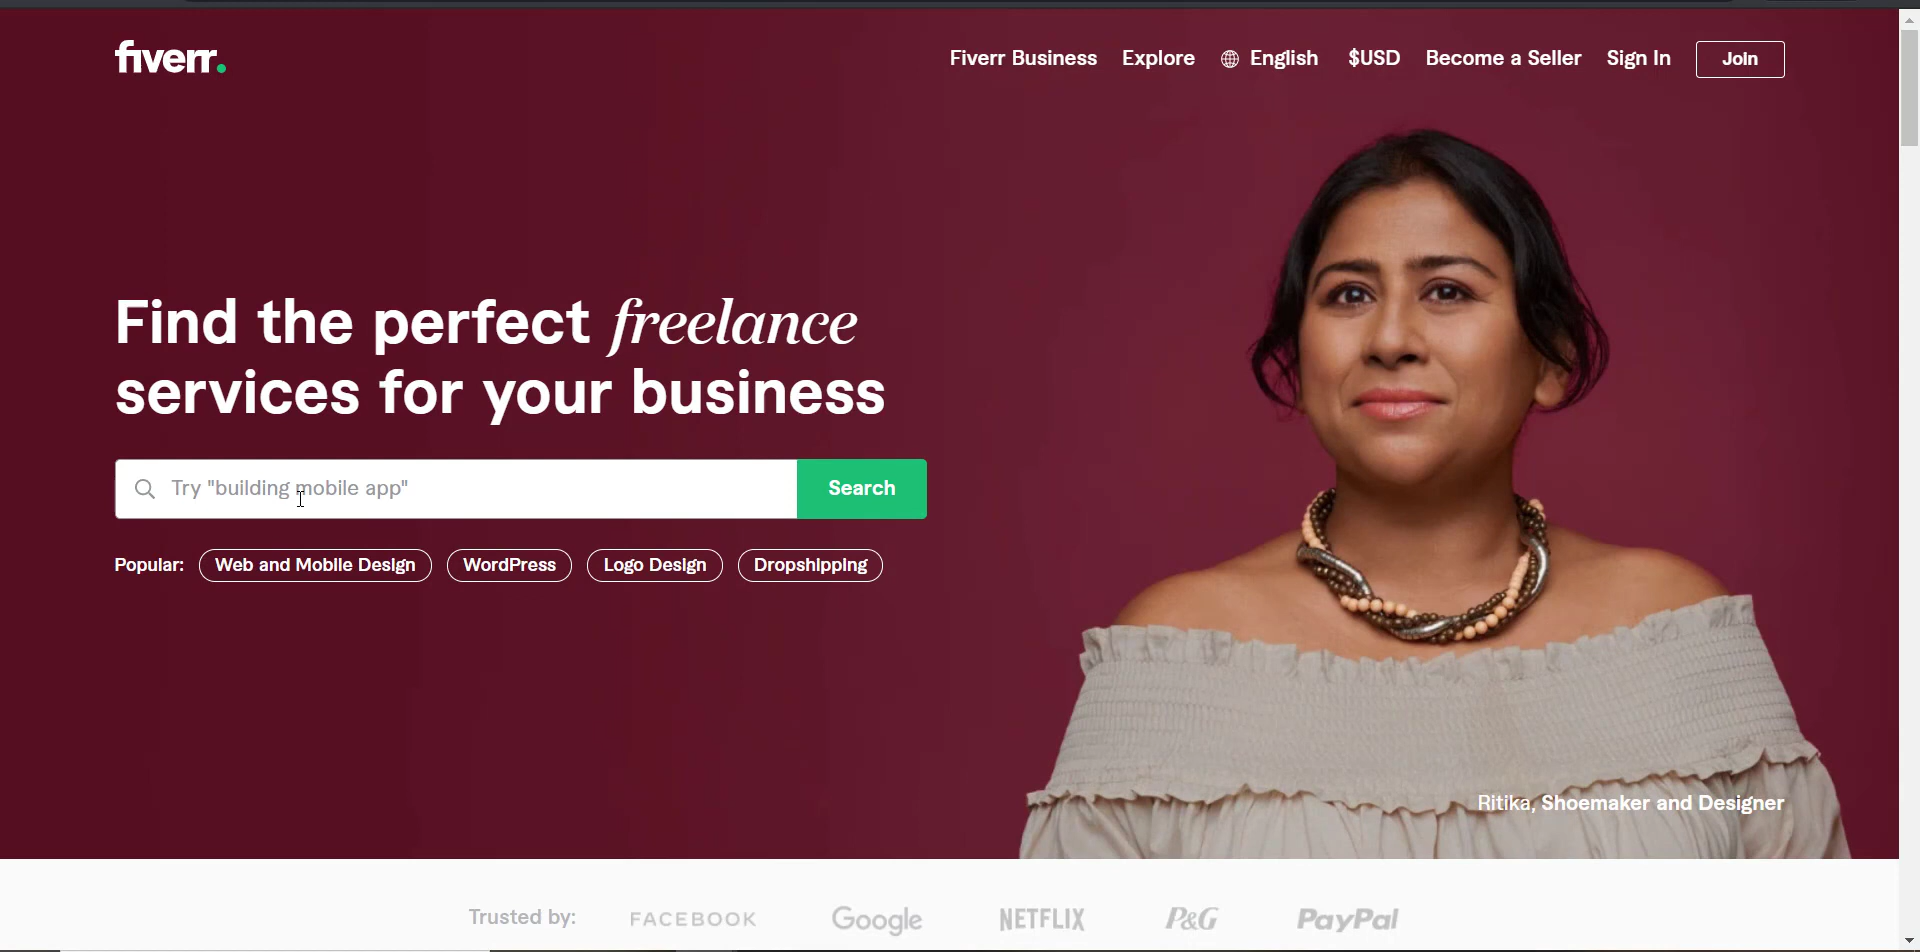 fiverr.
Fiverr Business Explore English $USD Become a Seller Sign In Join
Find the perfect freelance
services for your business
Try "building mobile app" Search
Popular: Web and Mobile Design WordPress Logo Design Dropshipping
Ritika, Shoemaker and Designer
Trusted by: FACEBOOK Google NETFLIX P&G PayPal